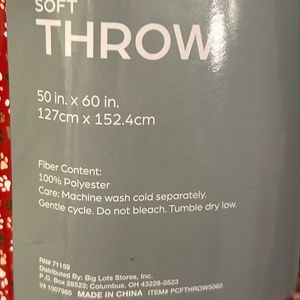 SOFT
THROW
50 in. x 60 in.
127cm x 152.4cm
Fiber Content:
100% Polyester
Care: Machine wash cold separately.
Gentle cycle. Do not bleach. Tumble dry low.
RN# 71159
Distributed By: Big Lots Stores, Inc.
P.O. Box 28523; Columbus, OH 43228-0523
V# 1007985 MADE IN CHINA ITEM# PCFTHROW5060